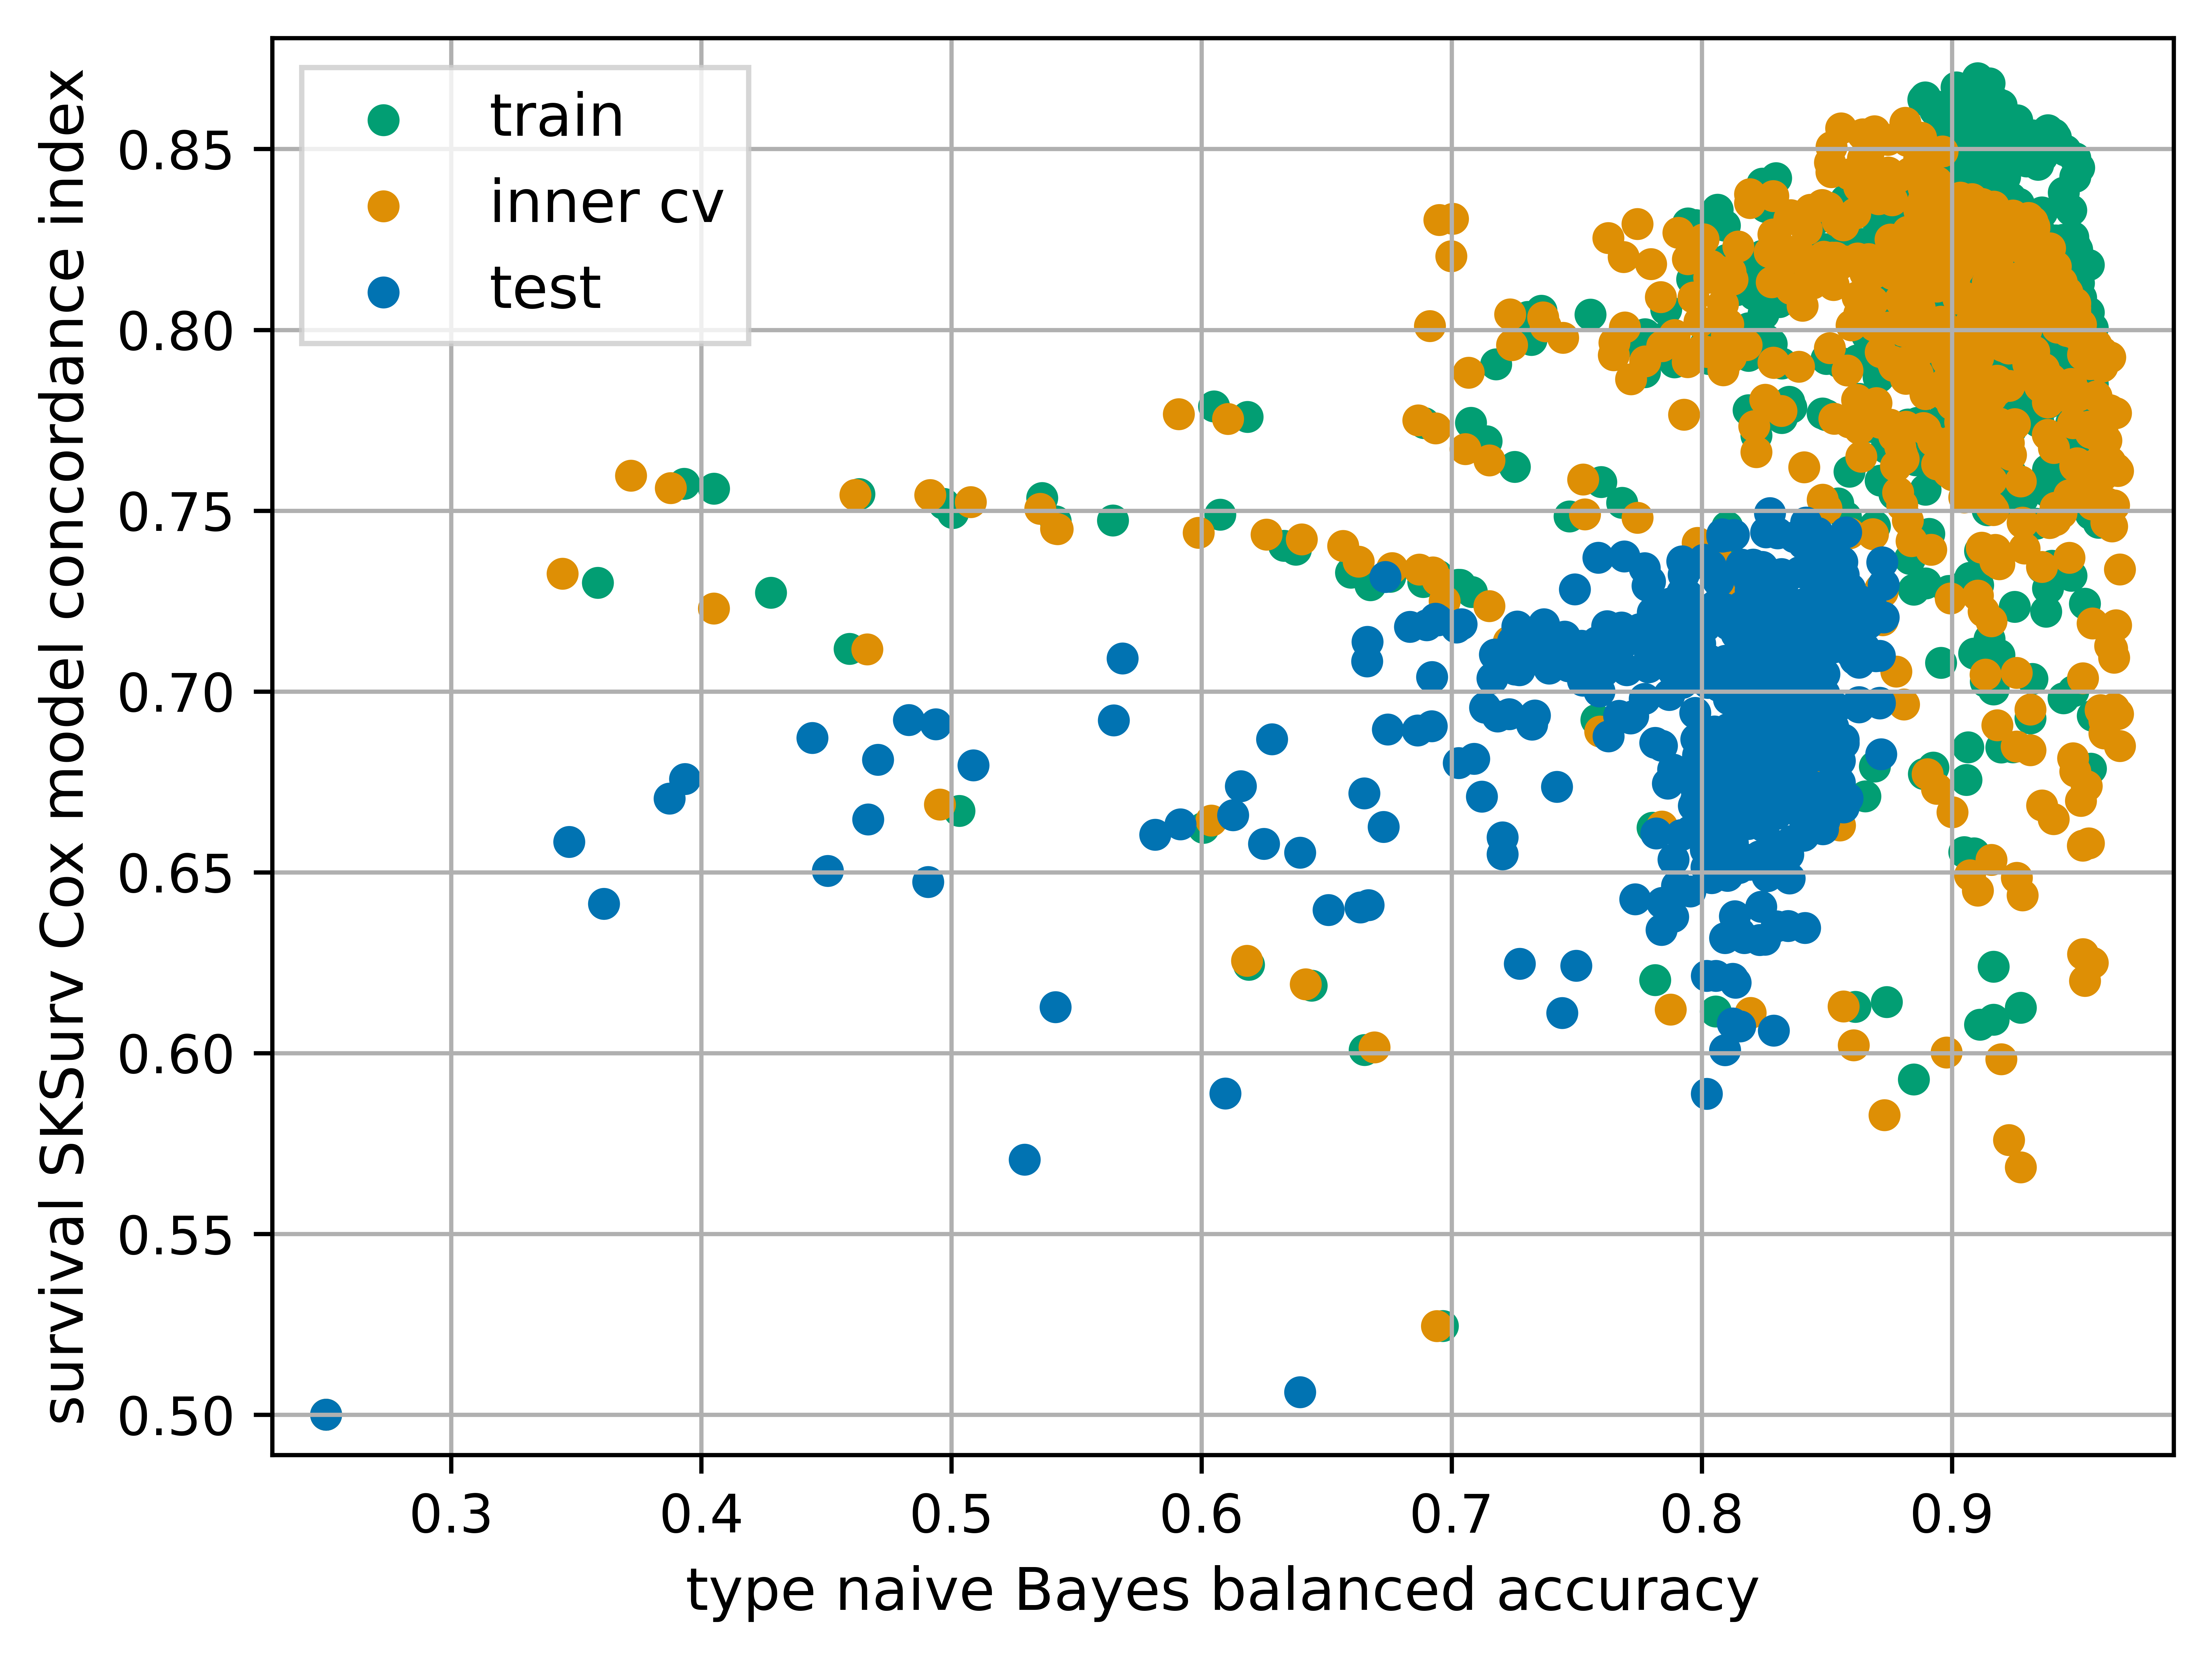 train
inner cv
test
survival SKSurv Cox model concordance index
0.85
0.80
0.75
0.70
0.65
0.60
0.55
0.50
0.3 0.4 0.5 0.6 0.7 0.8 0.9
type naive Bayes balanced accuracy